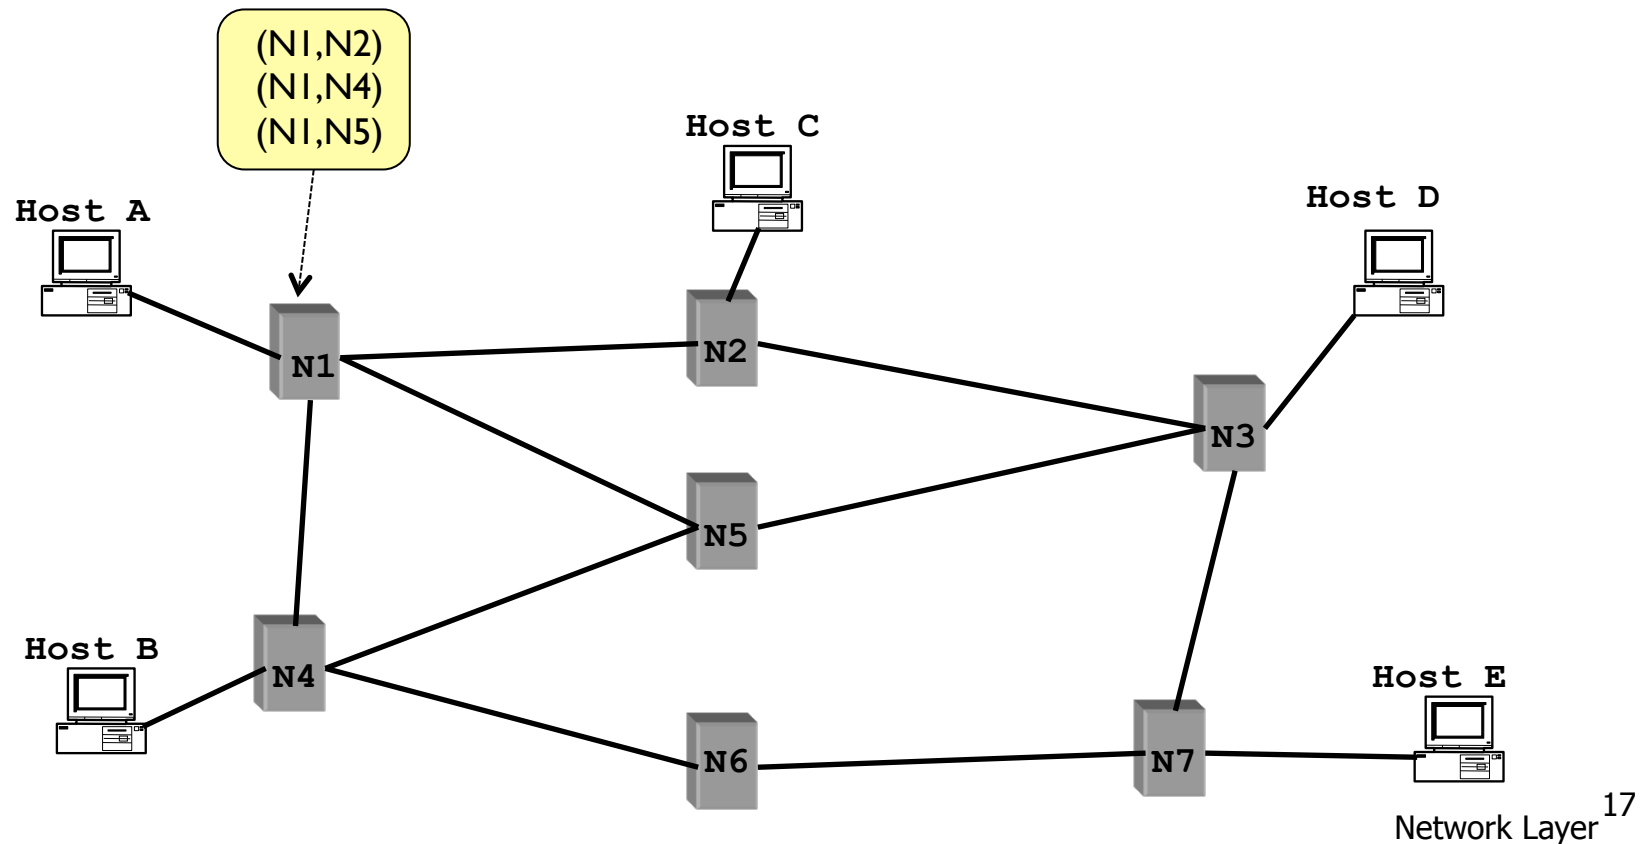 (N1,N2)
(N1,N4)
(N1,N5)
Host C
Host D
Host A
N1
N2
N3
N5
Host B
N4
Host E
N6
N7
17
Network Layer